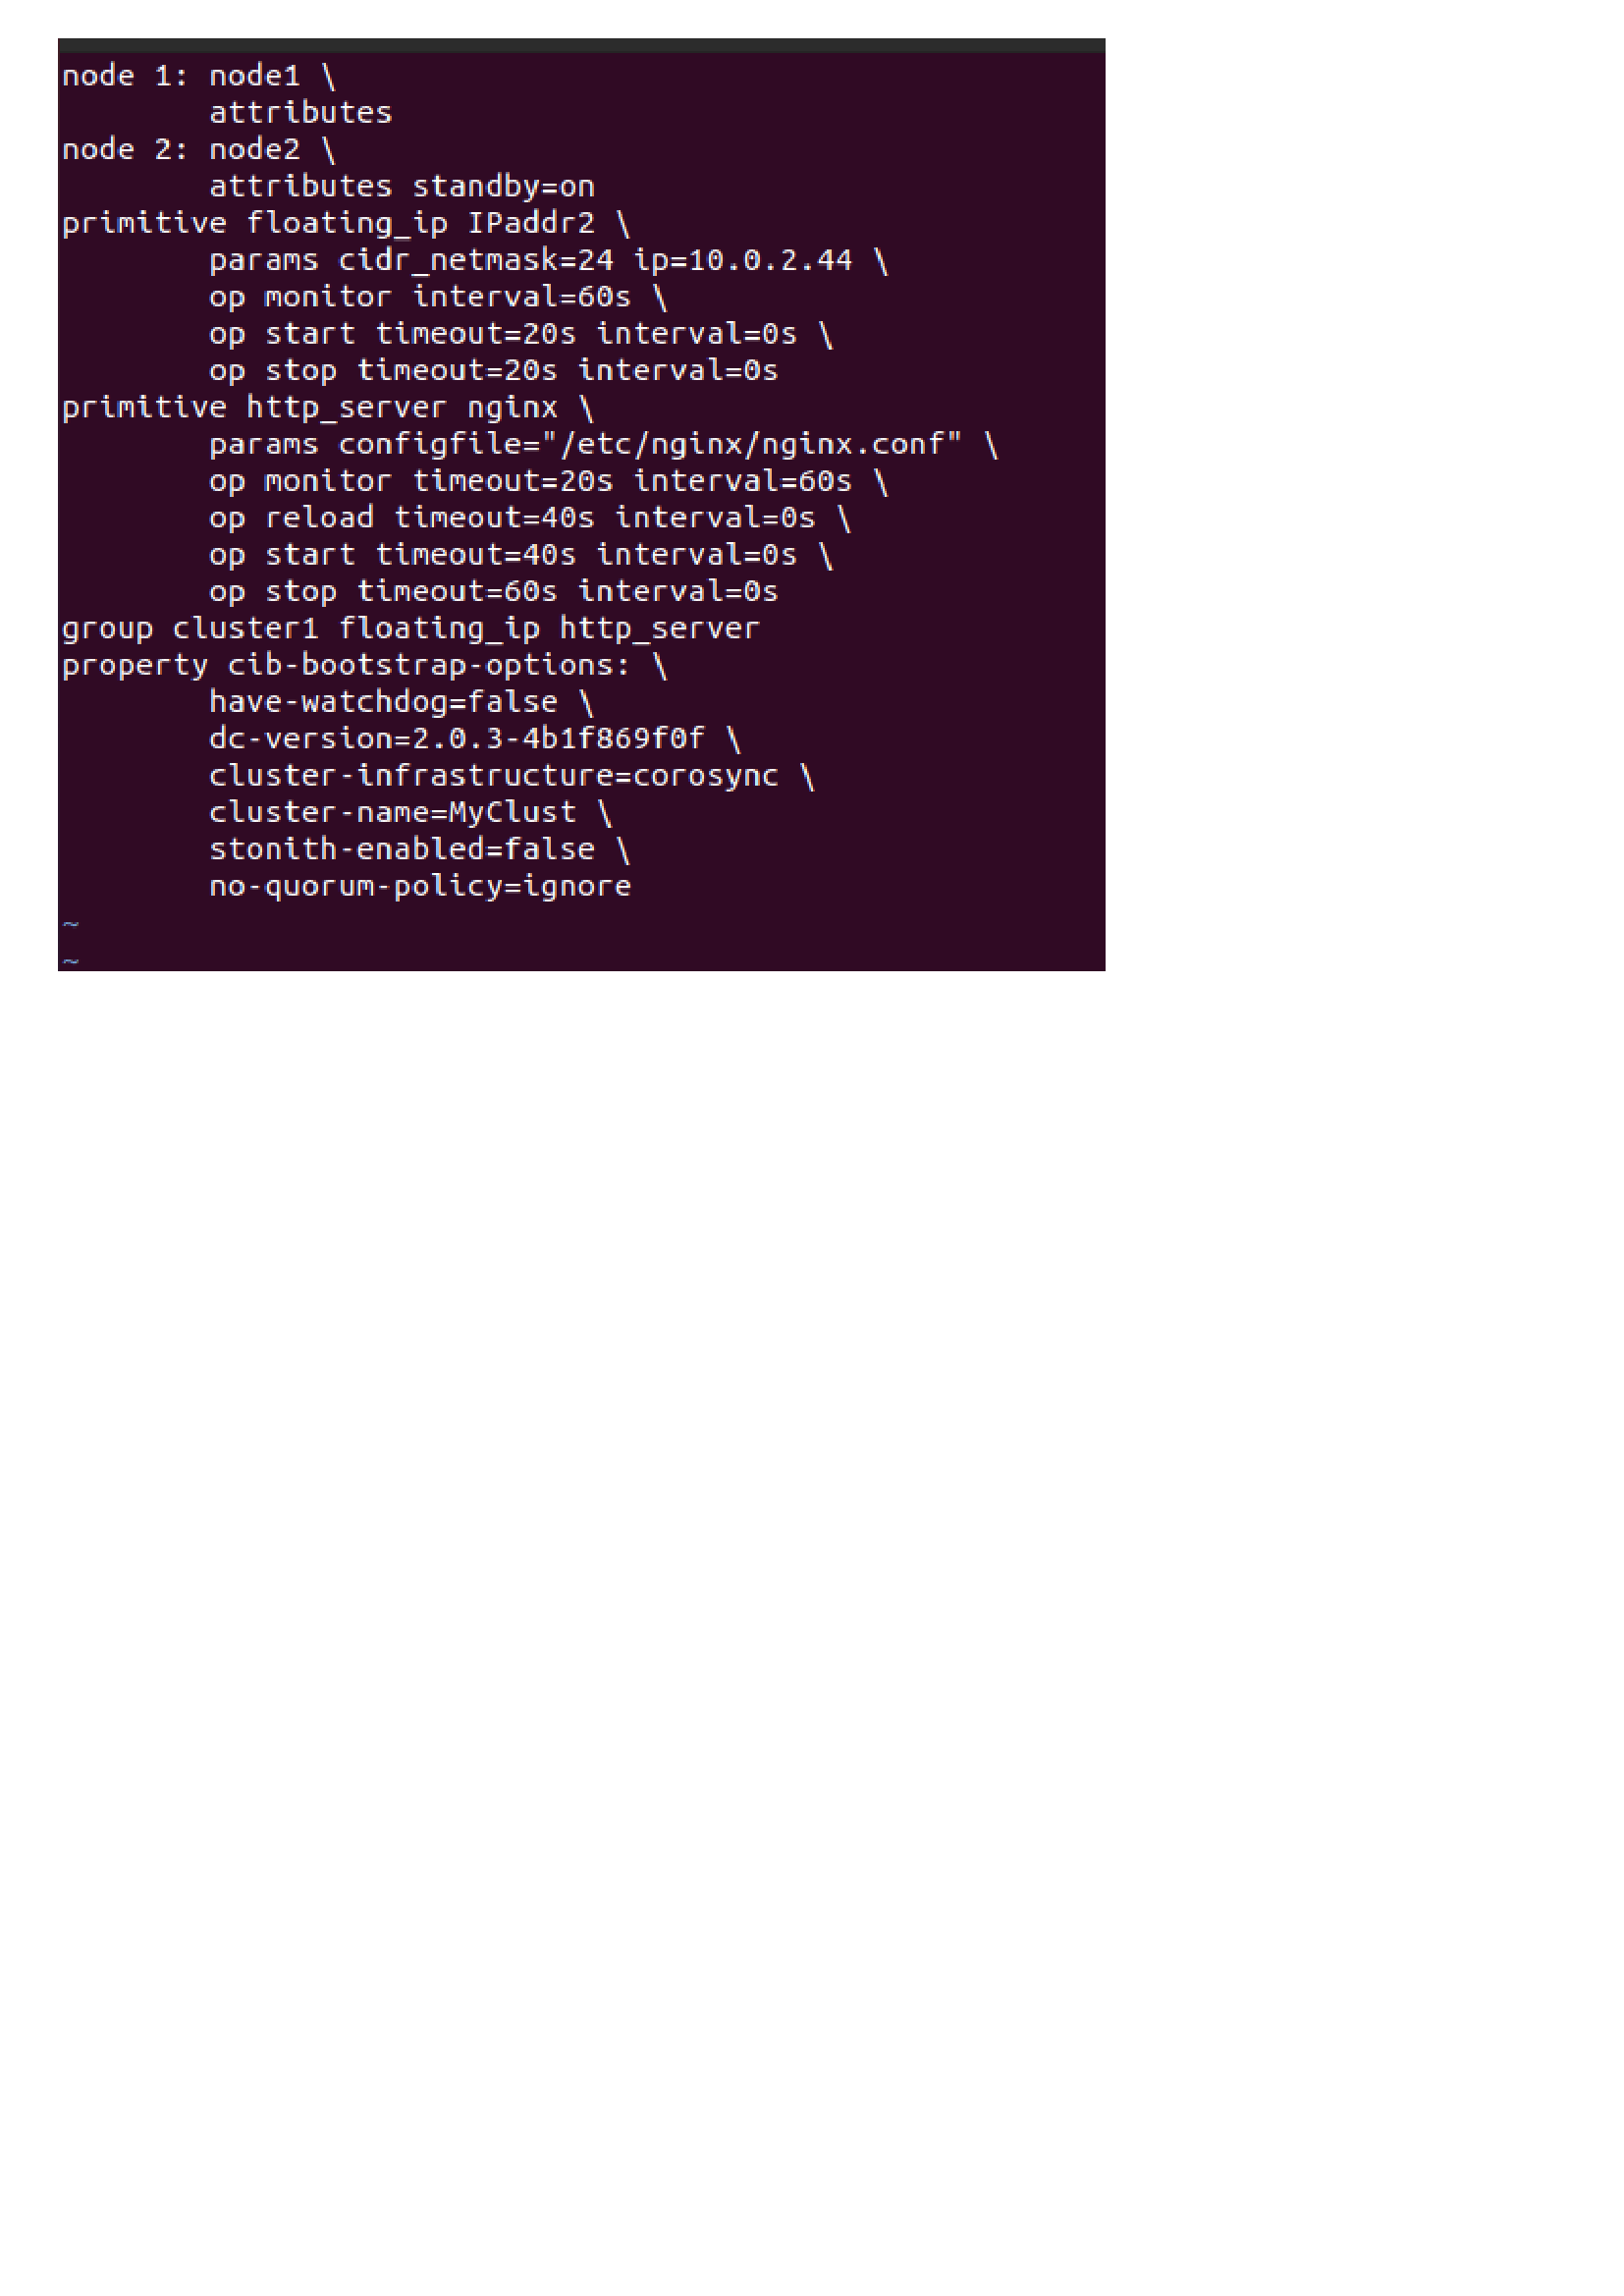 node 1: node1 \
        attributes
node 2: node2 \
        attributes standby=on
primitive floating_ip IPaddr2 \
        params cidr_netmask=24 ip=10.0.2.44 \
        op monitor interval=60s \
        op start timeout=20s interval=0s \
        op stop timeout=20s interval=0s
primitive http_server nginx \
        params configfile="/etc/nginx/nginx.conf" \
        op monitor timeout=20s interval=60s \
        op reload timeout=40s interval=0s \
        op start timeout=40s interval=0s \
        op stop timeout=60s interval=0s
group cluster1 floating_ip http_server
property cib-bootstrap-options: \
        have-watchdog=false \
        dc-version=2.0.3-4b1f869f0f \
        cluster-infrastructure=corosync \
        cluster-name=MyClust \
        stonith-enabled=false \
        no-quorum-policy=ignore
~
~